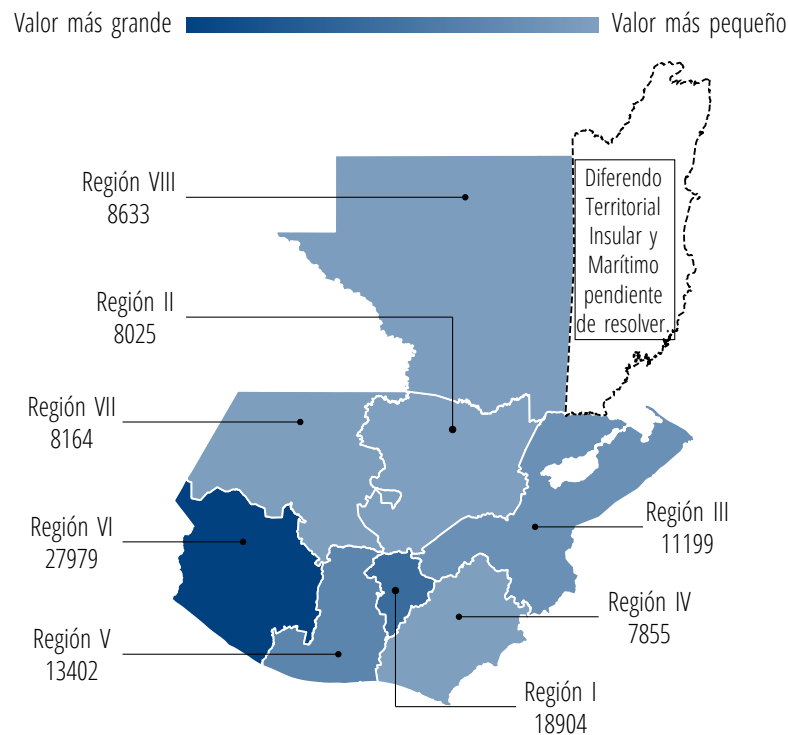 Valor más grande
Valor más pequeño
Diferendo
Territorial
Insular y
Marítimo
pendiente
de resolver.
Región VIII
8633
Región II
8025
Región VII
8164
Región VI
27979
Región III
11199
Región IV
7855
Región V
13402
Región I
18904